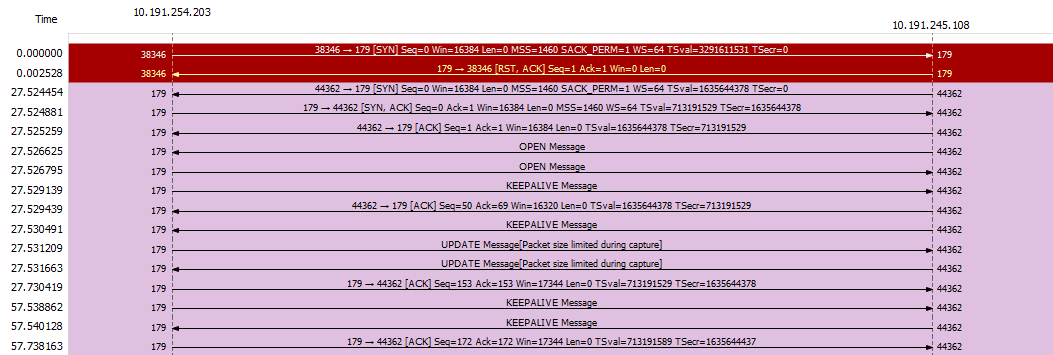 10.191.254.203
Time
10.191.245.108
0.000000 38346 38346 → 179 [SYN] Seq=0 Win=16384 Len=0 MSS=1460 SACK_PERM=1 WS=64 TSval=3291611531 TSecr=0 179
0.002528 38346 179 → 38346 [RST, ACK] Seq=1 Ack=1 Win=0 Len=0 179
27.524454 179 44362 → 179 [SYN] Seq=0 Win=16384 Len=0 MSS=1460 SACK_PERM=1 WS=64 TSval=1635644378 TSecr=0 44362
27.524881 179 179 → 44362 [SYN, ACK] Seq=0 Ack=1 Win=16384 Len=0 MSS=1460 WS=64 TSval=713191529 TSecr=1635644378 44362
27.525259 179 44362 → 179 [ACK] Seq=1 Ack=1 Win=16384 Len=0 TSval=1635644378 TSecr=713191529 44362
27.526625 179 OPEN Message 44362
27.526795 179 OPEN Message 44362
27.529139 179 KEEPALIVE Message 44362
27.529439 179 44362 → 179 [ACK] Seq=50 Ack=69 Win=16320 Len=0 TSval=1635644378 TSecr=713191529 44362
27.530491 179 KEEPALIVE Message 44362
27.531209 179 UPDATE Message[Packet size limited during capture] 44362
27.531663 179 UPDATE Message[Packet size limited during capture] 44362
27.730419 179 179 → 44362 [ACK] Seq=153 Ack=153 Win=17344 Len=0 TSval=713191529 TSecr=1635644378 44362
57.538862 179 KEEPALIVE Message 44362
57.540128 179 KEEPALIVE Message 44362
57.738163 179 179 → 44362 [ACK] Seq=172 Ack=172 Win=17344 Len=0 TSval=713191589 TSecr=1635644437 44362